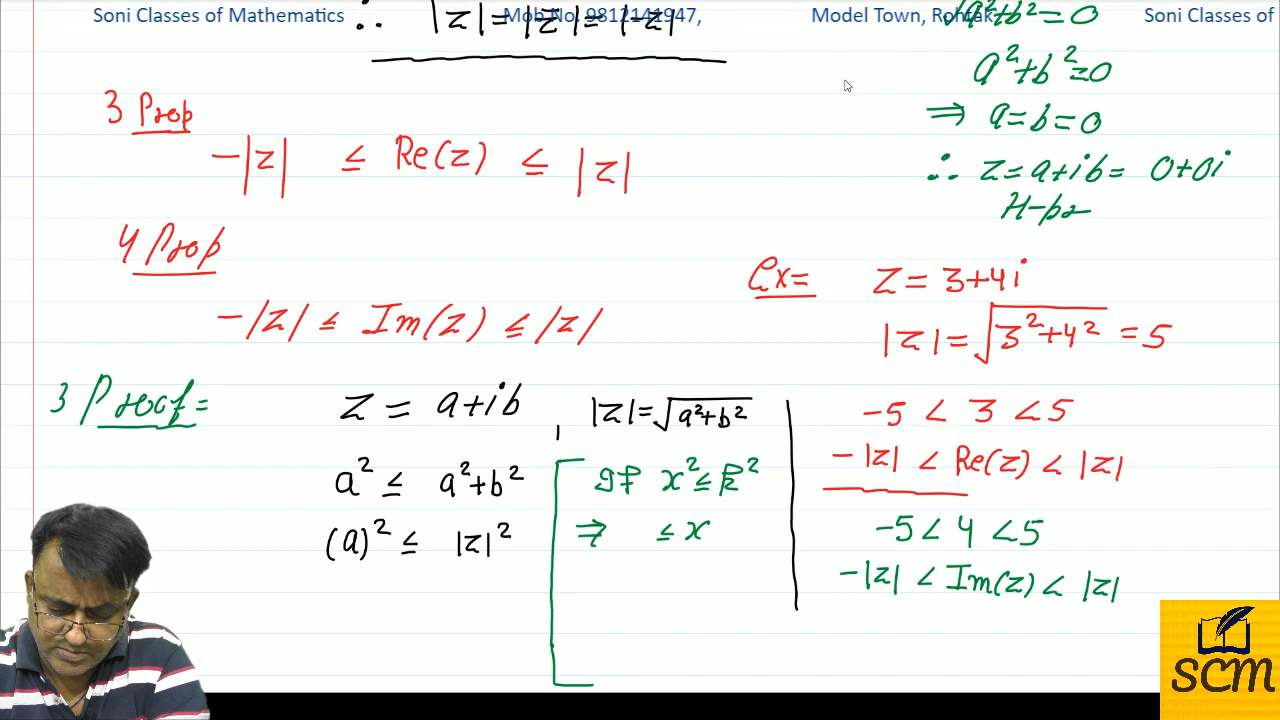 Soni Classes of Mathematics Mob No. 9812141947, Model Town, Rohtak Soni Classes of
∴ |z| = |z̅| = |-z|
√a²+b² = 0
a²+b²=0
⇒ a=b=0
∴ z=a+ib= 0+0i
3 Prop
-|z| ≤ Re(z) ≤ |z|
4 Prop
-|z| ≤ Im(z) ≤ |z|
Ex= z = 3+4i
|z| = √3²+4² = 5
-5 < 3 < 5
-|z| < Re(z) < |z|
-5 < 4 < 5
-|z| < Im(z) < |z|
3 Proof=
z = a+ib |z|=√a²+b²
a² ≤ a²+b²
(a)² ≤ |z|²
If x² ≤ k²
⇒ ≤ x
SCM